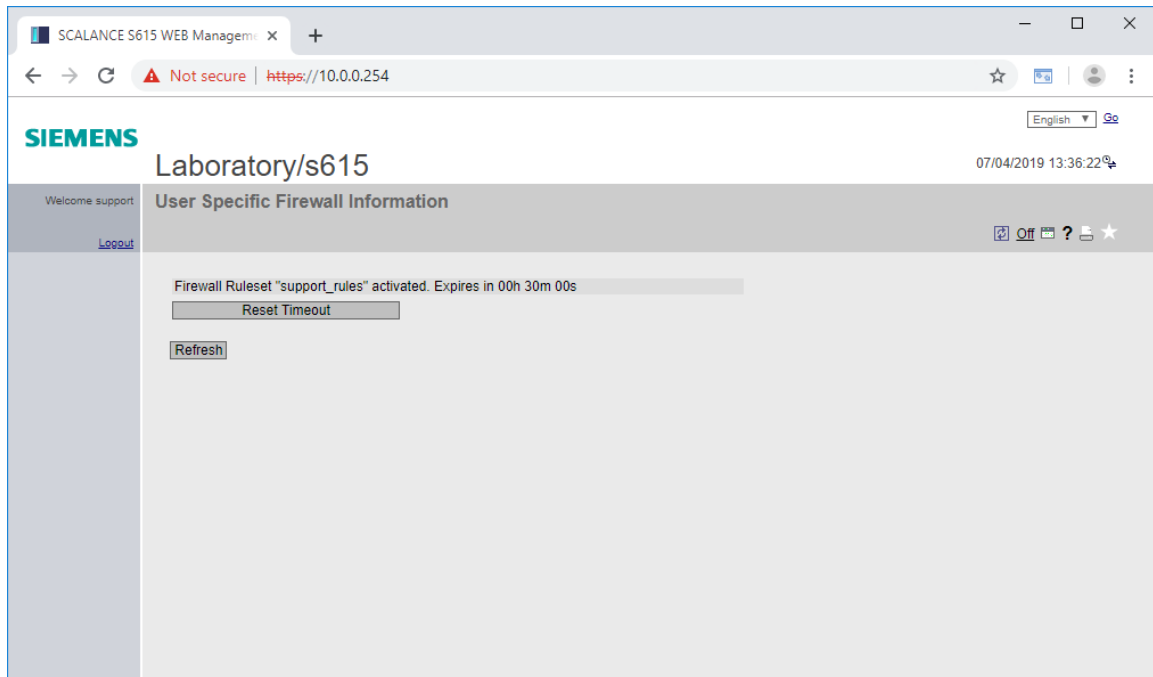 SCALANCE S615 WEB Manageme
Not secure | https://10.0.0.254
English Go
SIEMENS
Laboratory/s615
07/04/2019 13:36:22
Welcome support
User Specific Firewall Information
Logout
Off ?
Firewall Ruleset "support_rules" activated. Expires in 00h 30m 00s
Reset Timeout
Refresh